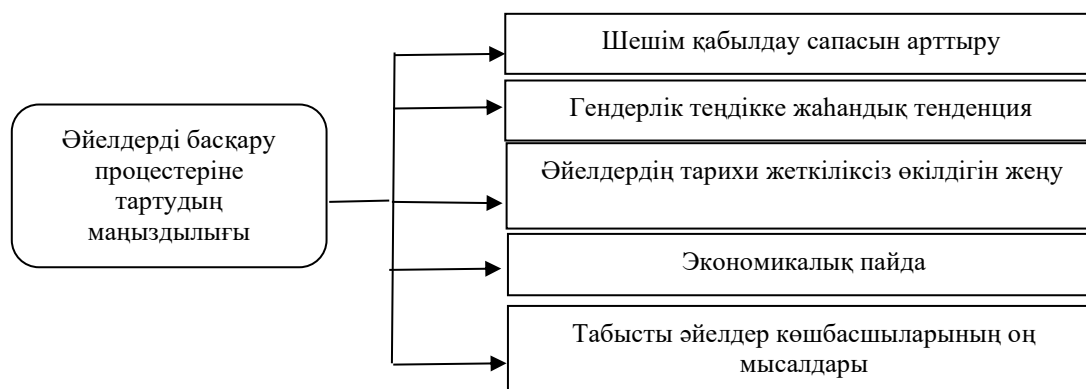 Әйелдерді басқару
процестеріне
тартудың
маңыздылығы
Шешім қабылдау сапасын арттыру
Гендерлік теңдікке жаһандық тенденция
Әйелдердің тарихи жеткіліксіз өкілдігін жеңу
Экономикалық пайда
Табысты әйелдер көшбасшыларының оң
мысалдары